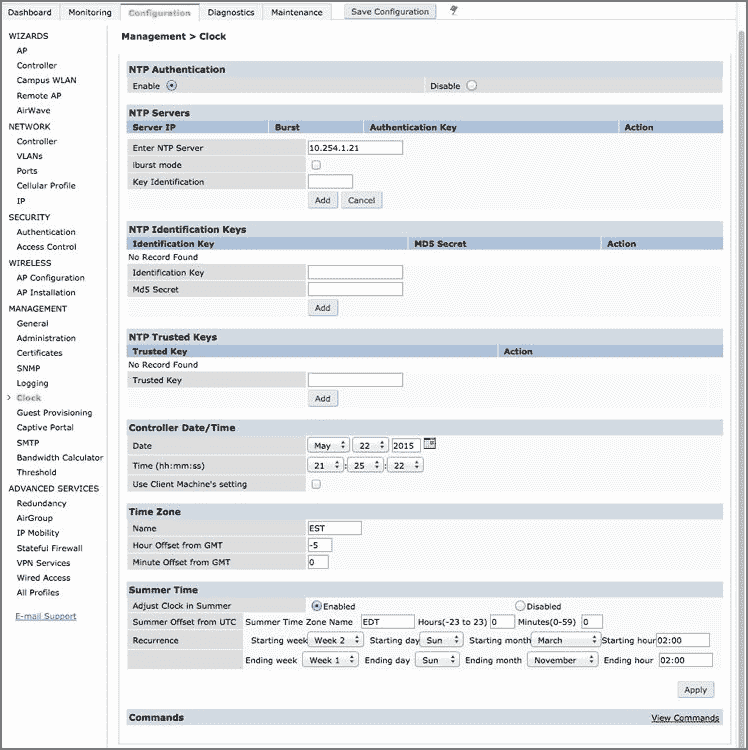 Dashboard Monitoring Configuration Diagnostics Maintenance Save Configuration
WIZARDS
AP
Controller
Campus WLAN
Remote AP
AirWave
NETWORK
Controller
VLANs
Ports
Cellular Profile
IP
SECURITY
Authentication
Access Control
WIRELESS
AP Configuration
AP Installation
MANAGEMENT
General
Administration
Certificates
SNMP
Logging
> Clock
Guest Provisioning
Captive Portal
SMTP
Bandwidth Calculator
Threshold
ADVANCED SERVICES
Redundancy
AirGroup
IP Mobility
Stateful Firewall
VPN Services
Wired Access
All Profiles
E-mail Support
Management > Clock
NTP Authentication
Enable Disable
NTP Servers
Server IP Burst Authentication Key Action
Enter NTP Server 10.254.1.21
iburst mode
Key Identification
Add Cancel
NTP Identification Keys
Identification Key MD5 Secret Action
No Record Found
Identification Key
Md5 Secret
Add
NTP Trusted Keys
Trusted Key Action
No Record Found
Trusted Key
Add
Controller Date/Time
Date May 22 2015
Time (hh:mm:ss) 21 : 25 : 22
Use Client Machine's setting
Time Zone
Name EST
Hour Offset from GMT -5
Minute Offset from GMT 0
Summer Time
Adjust Clock in Summer Enabled Disabled
Summer Offset from UTC Summer Time Zone Name EDT Hours(-23 to 23) 0 Minutes(0-59) 0
Recurrence Starting week Week 2 Starting day Sun Starting month March Starting hour 02:00
Ending week Week 1 Ending day Sun Ending month November Ending hour 02:00
Apply
Commands View Commands